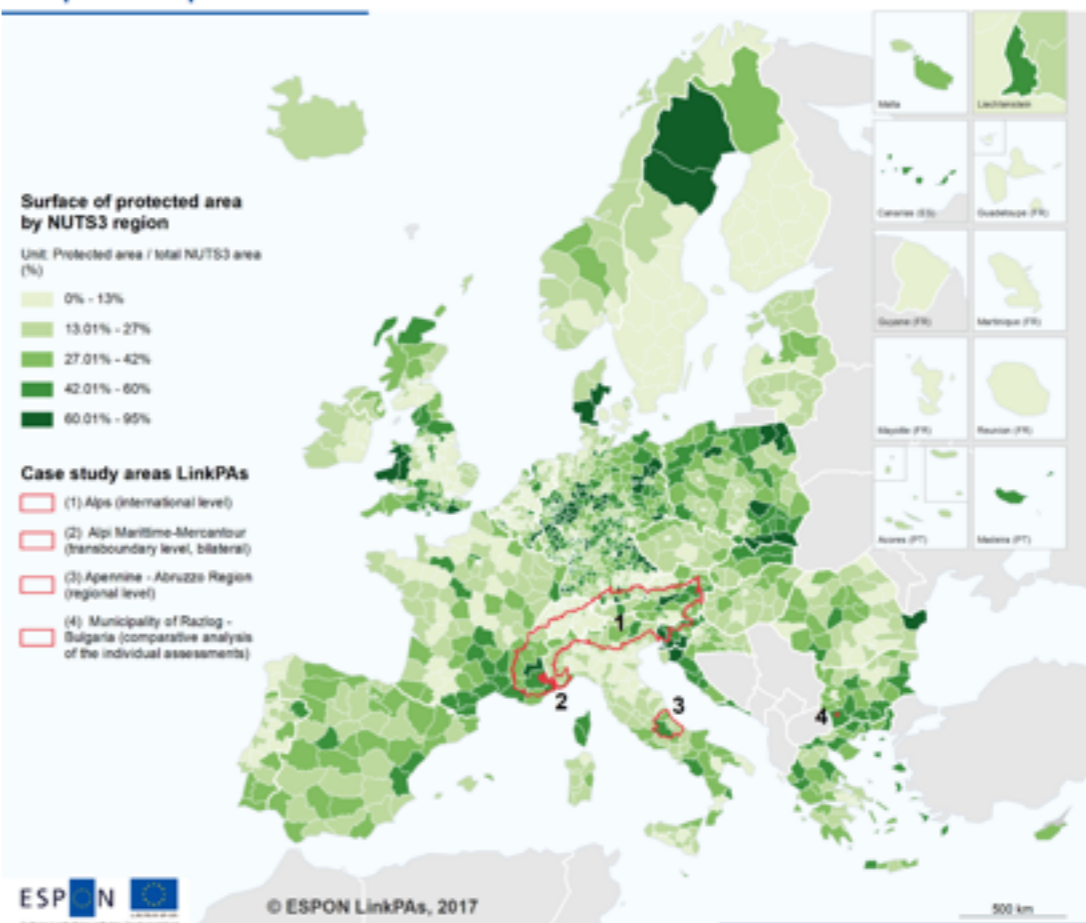 Surface of protected area
by NUTS3 region
Unit: Protected area / total NUTS3 area
(%)
0% - 13%
13.01% - 27%
27.01% - 42%
42.01% - 60%
60.01% - 95%
Case study areas LinkPAs
(1) Alps (international level)
(2) Alpi Marittime-Mercantour
(transboundary level, bilateral)
(3) Apennine - Abruzzo Region
(regional level)
(4) Municipality of Razlog -
Bulgaria (comparative analysis
of the individual assessments)
1
2
3
4
Malta
Liechtenstein
Canarias (ES)
Guadeloupe (FR)
Guyane (FR)
Martinique (FR)
Mayotte (FR)
Reunion (FR)
Acores (PT)
Madeira (PT)
ESPON
© ESPON LinkPAs, 2017
500 km